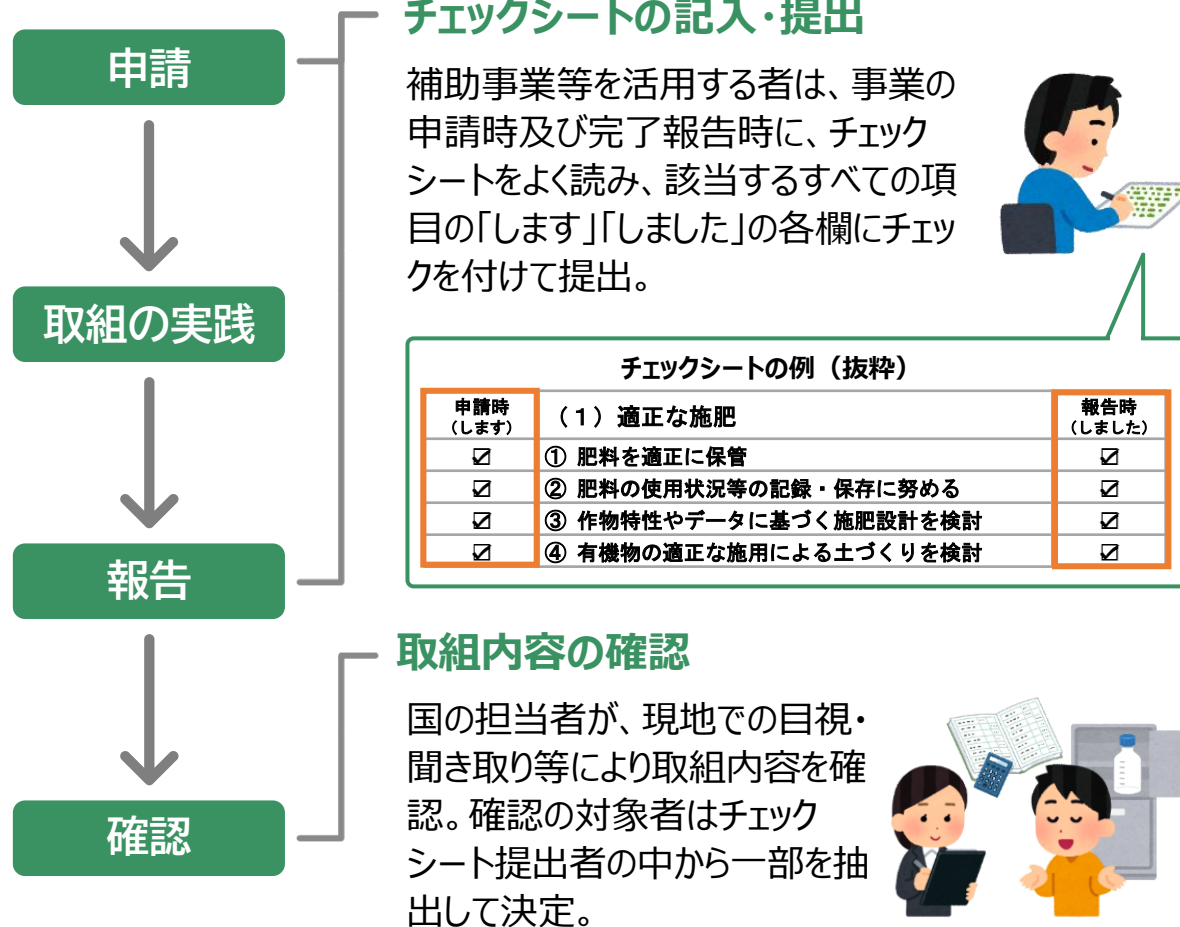 申請
取組の実践
報告
確認
チェックシートの記入・提出
補助事業等を活用する者は、事業の
申請時及び完了報告時に、チェック
シートをよく読み、該当するすべての項
目の「します」「しました」の各欄にチェッ
クを付けて提出。
チェックシートの例（抜粋）
申請時
（します）
（１）適正な施肥
報告時
（しました）
☑ ① 肥料を適正に保管 ☑
☑ ② 肥料の使用状況等の記録・保存に努める ☑
☑ ③ 作物特性やデータに基づく施肥設計を検討 ☑
☑ ④ 有機物の適正な施用による土づくりを検討 ☑
取組内容の確認
国の担当者が、現地での目視・
聞き取り等により取組内容を確
認。確認の対象者はチェック
シート提出者の中から一部を抽
出して決定。